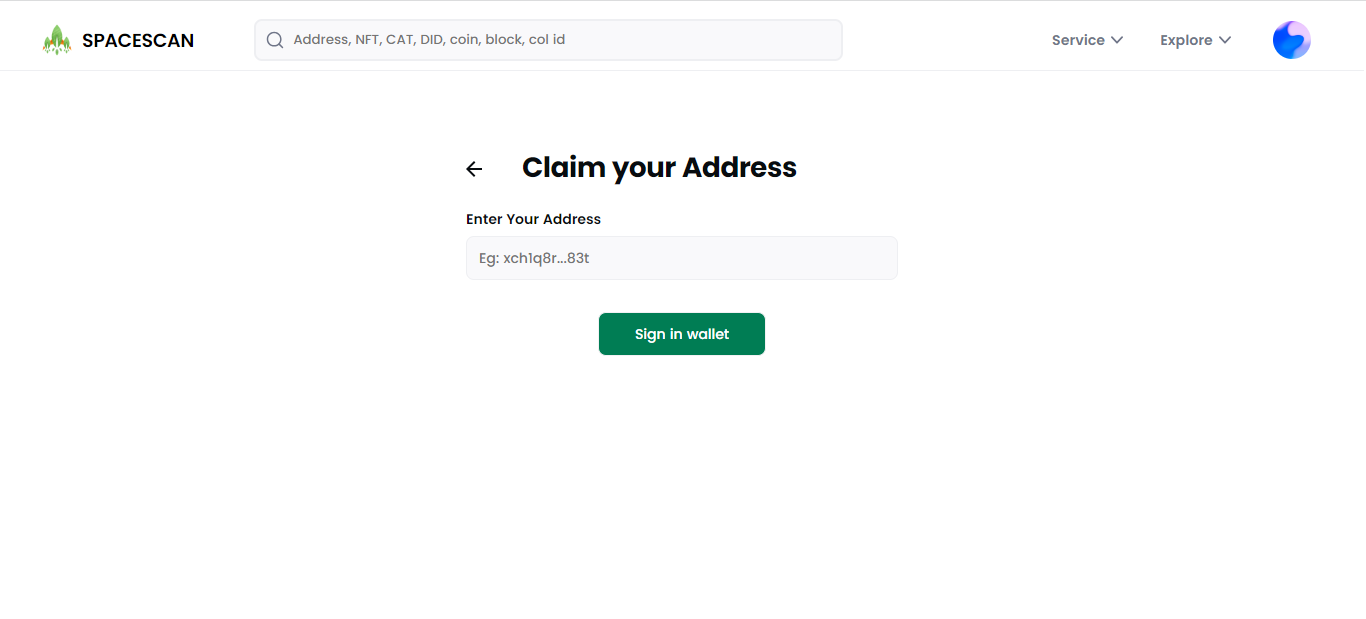 SPACESCAN
Address, NFT, CAT, DID, coin, block, col id
Service
Explore
Claim your Address
Enter Your Address
Eg: xch1q8r...83t
Sign in wallet